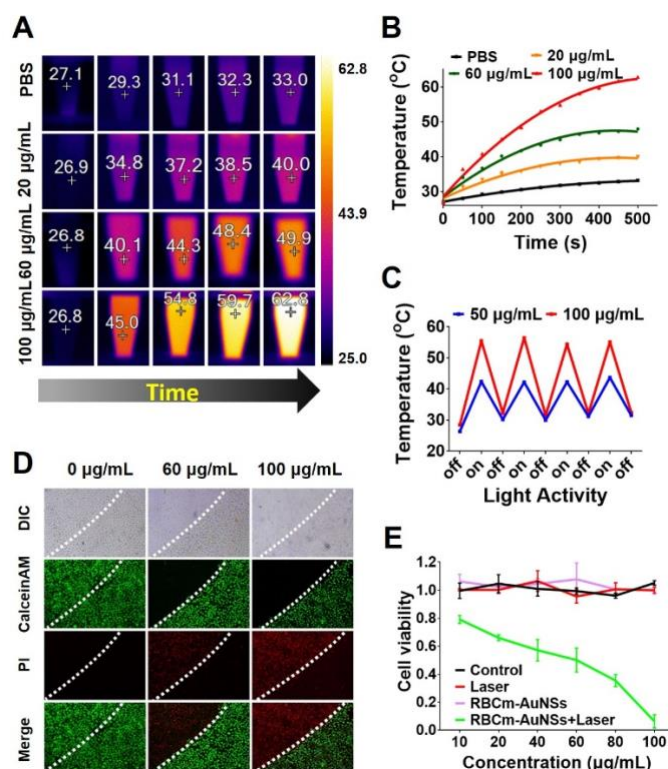 A
PBS
27.1 29.3 31.1 32.3 33.0
20 µg/mL
26.9 34.8 37.2 38.5 40.0
60 µg/mL
26.8 40.1 44.3 48.4 49.9
100 µg/mL
26.8 45.0 54.8 59.7 62.8
62.8
43.9
25.0
Time
B
PBS 20 µg/mL
60 µg/mL 100 µg/mL
Temperature (°C)
60
50
40
30
0 100 200 300 400 500
Time (s)
C
50 µg/mL 100 µg/mL
Temperature (°C)
60
50
40
30
20
off on off on off on off on off
Light Activity
D
0 µg/mL 60 µg/mL 100 µg/mL
DIC
CalceinAM
PI
Merge
E
Cell viability
1.2
1.0
0.8
0.6
0.4
0.2
0.0
Control
Laser
RBCm-AuNSs
RBCm-AuNSs+Laser
10 20 40 60 80 100
Concentration (µg/mL)